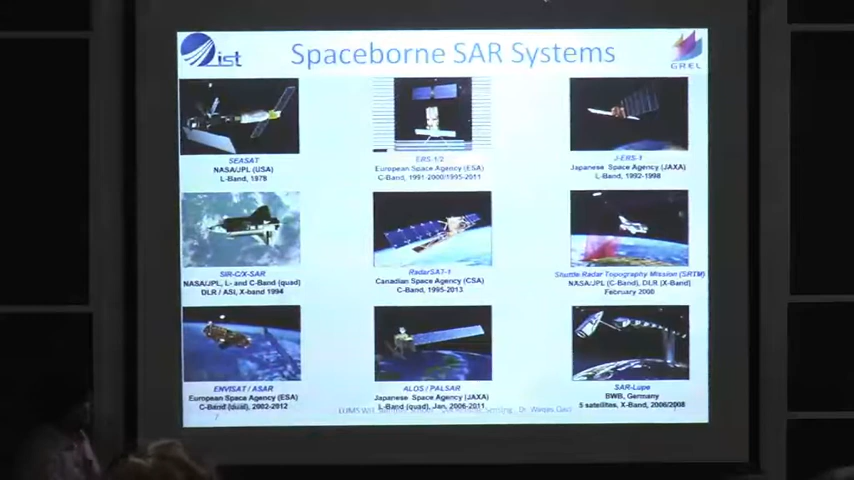 ist
Spaceborne SAR Systems
GREL
SEASAT
NASA/JPL (USA)
L-Band, 1978
ERS-1/2
European Space Agency (ESA)
C-Band, 1991-2000/1995-2011
J-ERS-1
Japanese Space Agency (JAXA)
L-Band, 1992-1998
SIR-C/X-SAR
NASA/JPL, L- and C-Band (quad)
DLR / ASI, X-band 1994
RadarSAT-1
Canadian Space Agency (CSA)
C-Band, 1995-2013
Shuttle Radar Topography Mission (SRTM)
NASA/JPL (C-Band), DLR (X-Band)
February 2000
ENVISAT / ASAR
European Space Agency (ESA)
C-Band (dual), 2002-2012
ALOS / PALSAR
Japanese Space Agency (JAXA)
L-Band (quad), Jan. 2006-2011
SAR-Lupe
BWB, Germany
5 satellites, X-Band, 2006/2008
7